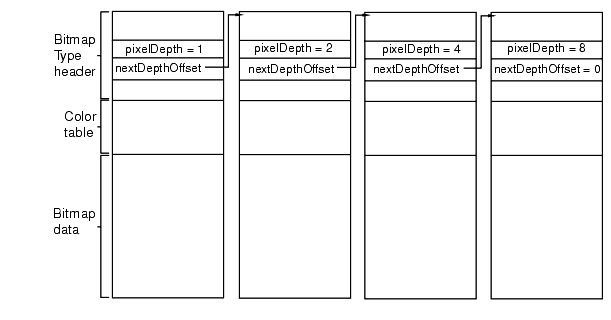 Bitmap
Type
header
pixelDepth = 1
pixelDepth = 2
pixelDepth = 4
pixelDepth = 8
nextDepthOffset
nextDepthOffset
nextDepthOffset
nextDepthOffset = 0
Color
table
Bitmap
data